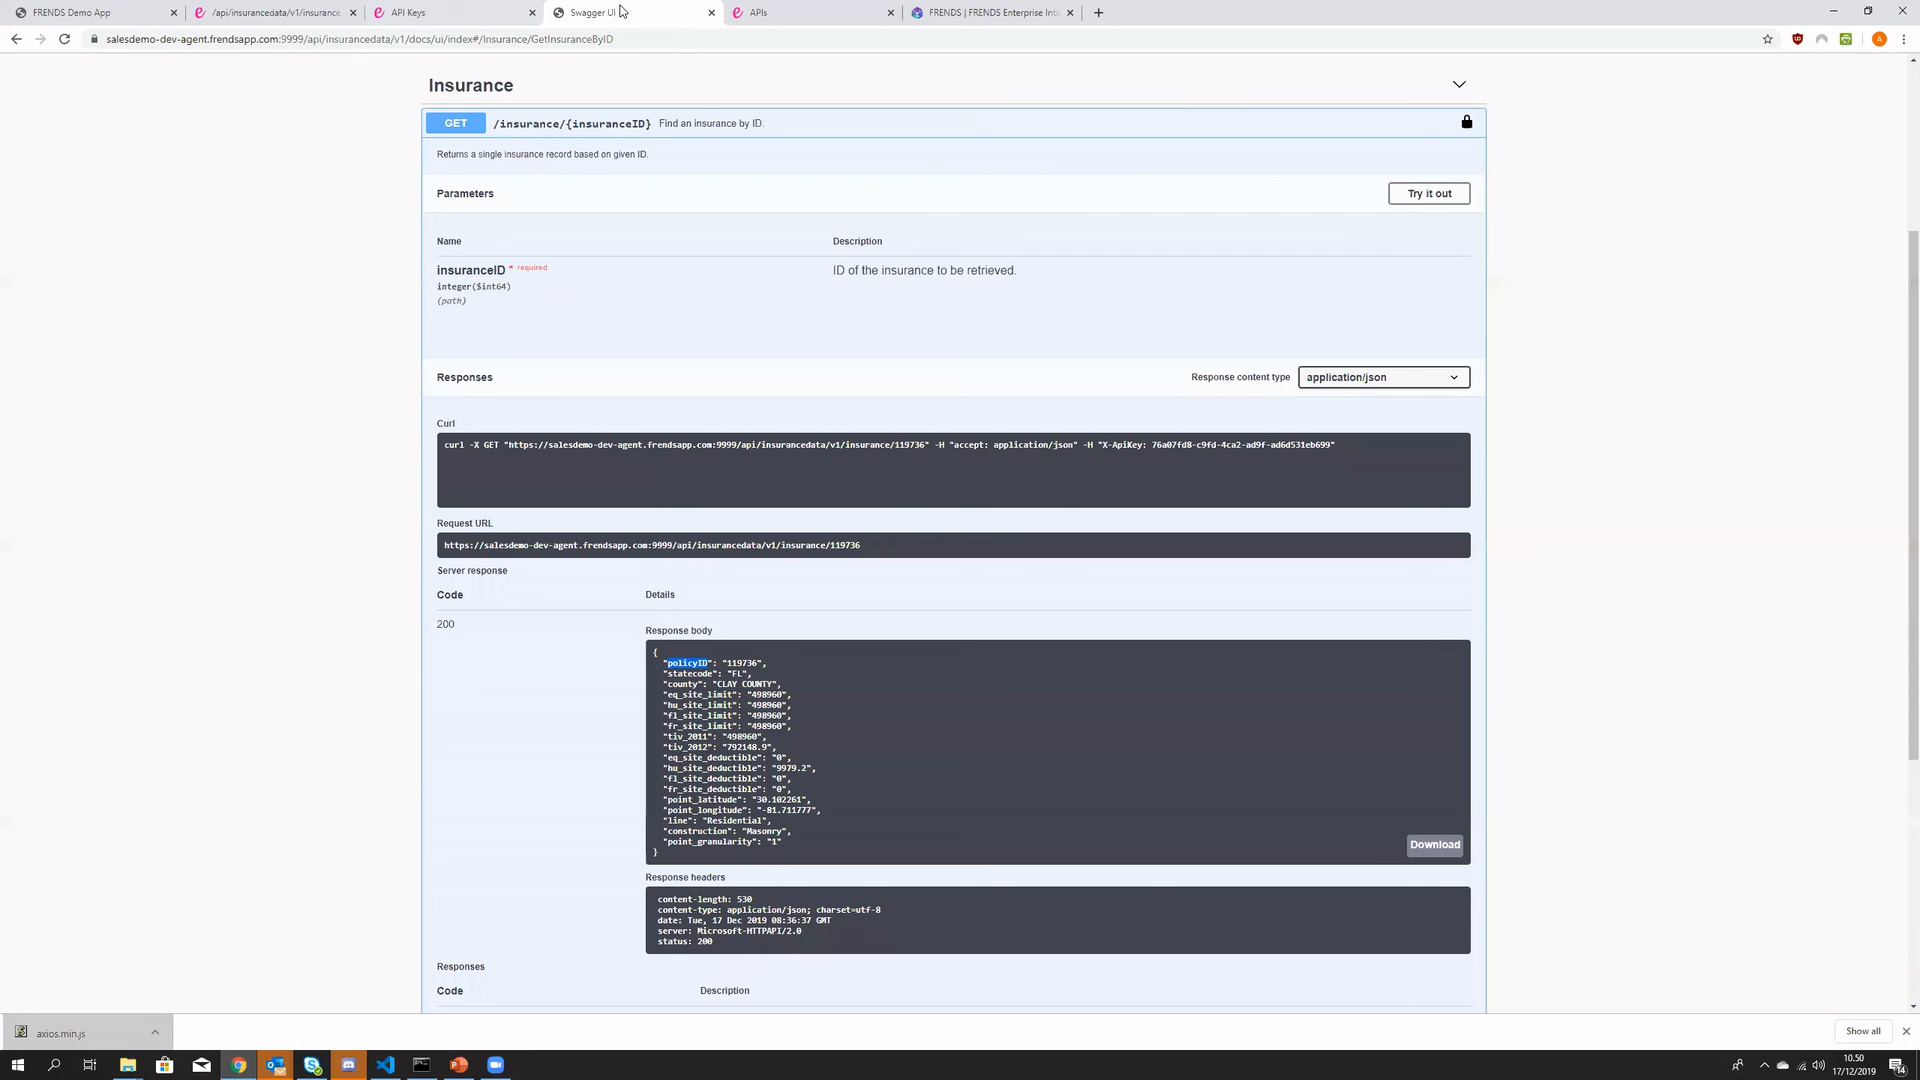 FRENDS Demo App
/api/insurancedata/v1/insurance
API Keys
Swagger UI
APIs
FRENDS | FRENDS Enterprise Inte
salesdemo-dev-agent.frendsapp.com:9999/api/insurancedata/v1/docs/ui/index#/Insurance/GetInsuranceByID
Insurance
GET /insurance/{insuranceID} Find an insurance by ID.
Returns a single insurance record based on given ID.
Parameters Try it out
Name Description
insuranceID * required ID of the insurance to be retrieved.
integer($int64)
(path)
Responses Response content type application/json
Curl
curl -X GET "https://salesdemo-dev-agent.frendsapp.com:9999/api/insurancedata/v1/insurance/119736" -H "accept: application/json" -H "X-ApiKey: 76a07fd8-c9fd-4ca2-ad9f-ad6d531eb699"
Request URL
https://salesdemo-dev-agent.frendsapp.com:9999/api/insurancedata/v1/insurance/119736
Server response
Code Details
200
Response body
{
"policyID": "119736",
"statecode": "FL",
"county": "CLAY COUNTY",
"eq_site_limit": "498960",
"hu_site_limit": "498960",
"fl_site_limit": "498960",
"fr_site_limit": "498960",
"tiv_2011": "498960",
"tiv_2012": "792148.9",
"eq_site_deductible": "0",
"hu_site_deductible": "9979.2",
"fl_site_deductible": "0",
"fr_site_deductible": "0",
"point_latitude": "30.102261",
"point_longitude": "-81.711777",
"line": "Residential",
"construction": "Masonry",
"point_granularity": "1"
}
Download
Response headers
content-length: 530
content-type: application/json; charset=utf-8
date: Tue, 17 Dec 2019 08:36:37 GMT
server: Microsoft-HTTPAPI/2.0
status: 200
Responses
Code Description
axios.min.js
Show all
10.50
17/12/2019
14